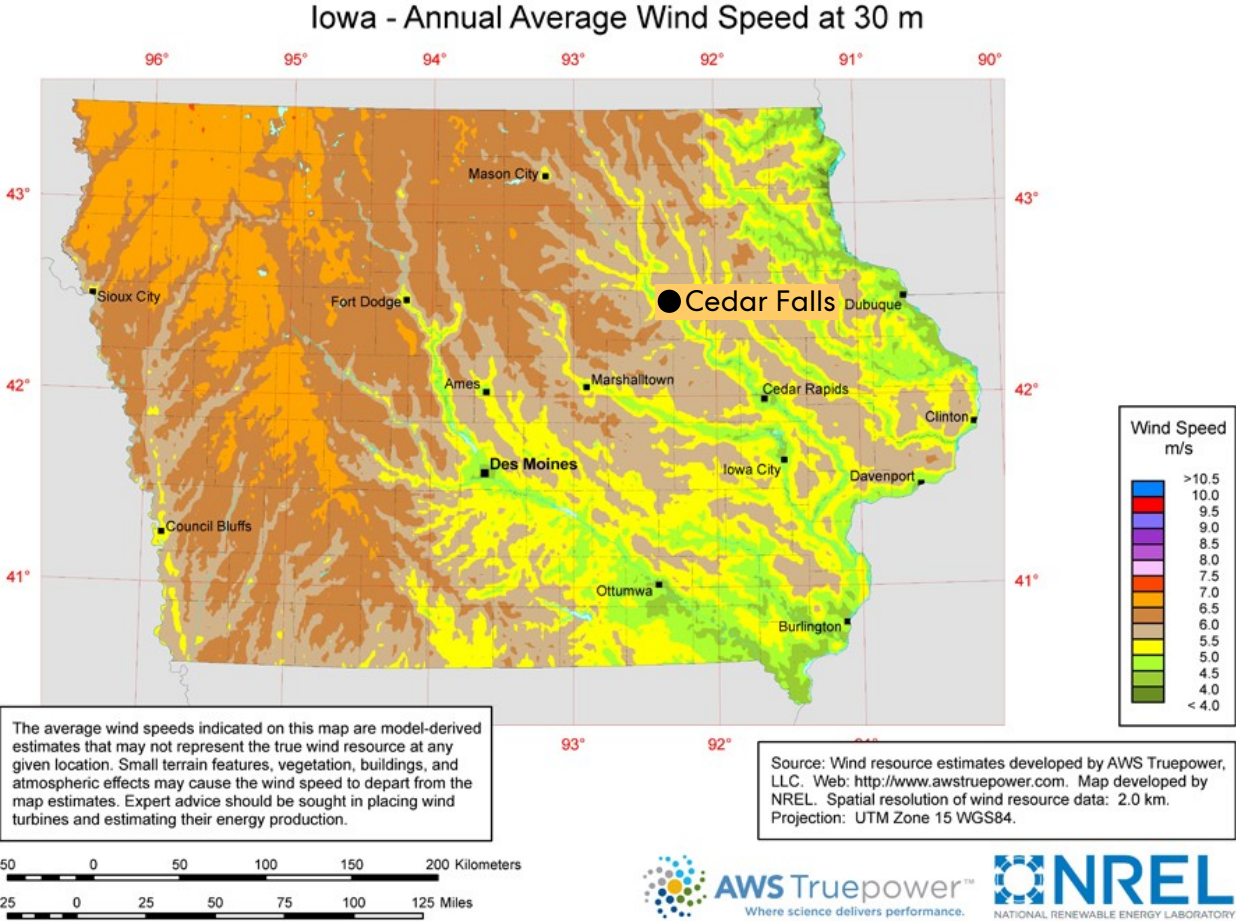 Iowa - Annual Average Wind Speed at 30 m
96° 95° 94° 93° 92° 91° 90°
43° 43°
Mason City
Sioux City
Fort Dodge
Cedar Falls
Dubuque
42° 42°
Ames
Marshalltown
Cedar Rapids
Clinton
Des Moines
Iowa City
Davenport
Council Bluffs
41° 41°
Ottumwa
Burlington
93° 92° 91°
Wind Speed
m/s
>10.5
10.0
9.5
9.0
8.5
8.0
7.5
7.0
6.5
6.0
5.5
5.0
4.5
4.0
< 4.0
The average wind speeds indicated on this map are model-derived
estimates that may not represent the true wind resource at any
given location. Small terrain features, vegetation, buildings, and
atmospheric effects may cause the wind speed to depart from the
map estimates. Expert advice should be sought in placing wind
turbines and estimating their energy production.
Source: Wind resource estimates developed by AWS Truepower,
LLC. Web: http://www.awstruepower.com. Map developed by
NREL. Spatial resolution of wind resource data: 2.0 km.
Projection: UTM Zone 15 WGS84.
50 0 50 100 150 200 Kilometers
25 0 25 50 75 100 125 Miles
AWS Truepower™
Where science delivers performance.
NREL
NATIONAL RENEWABLE ENERGY LABORATORY